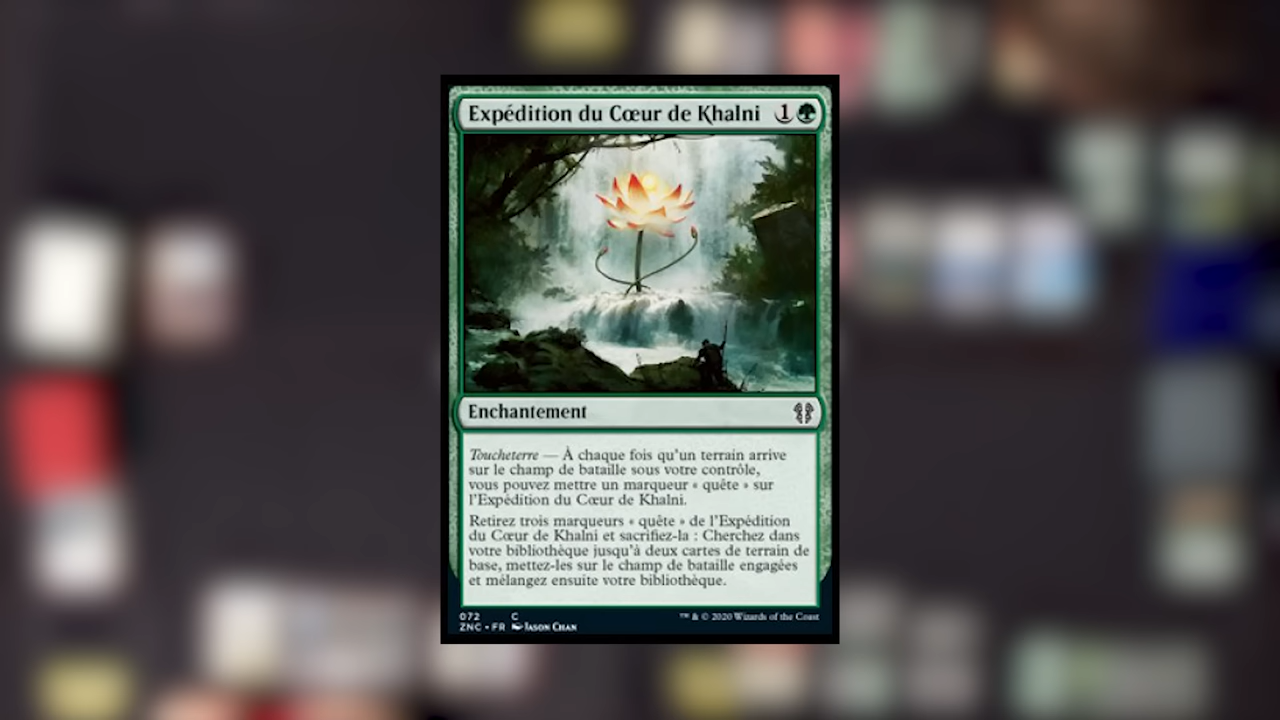 Expédition du Cœur de Khalni 1
Enchantement
Toucheterre — À chaque fois qu'un terrain arrive
sur le champ de bataille sous votre contrôle,
vous pouvez mettre un marqueur « quête » sur
l'Expédition du Cœur de Khalni.
Retirez trois marqueurs « quête » de l'Expédition
du Cœur de Khalni et sacrifiez-la : Cherchez dans
votre bibliothèque jusqu'à deux cartes de terrain de
base, mettez-les sur le champ de bataille engagées
et mélangez ensuite votre bibliothèque.
072 C
ZNC • FR Jason Chan
™ & © 2020 Wizards of the Coast